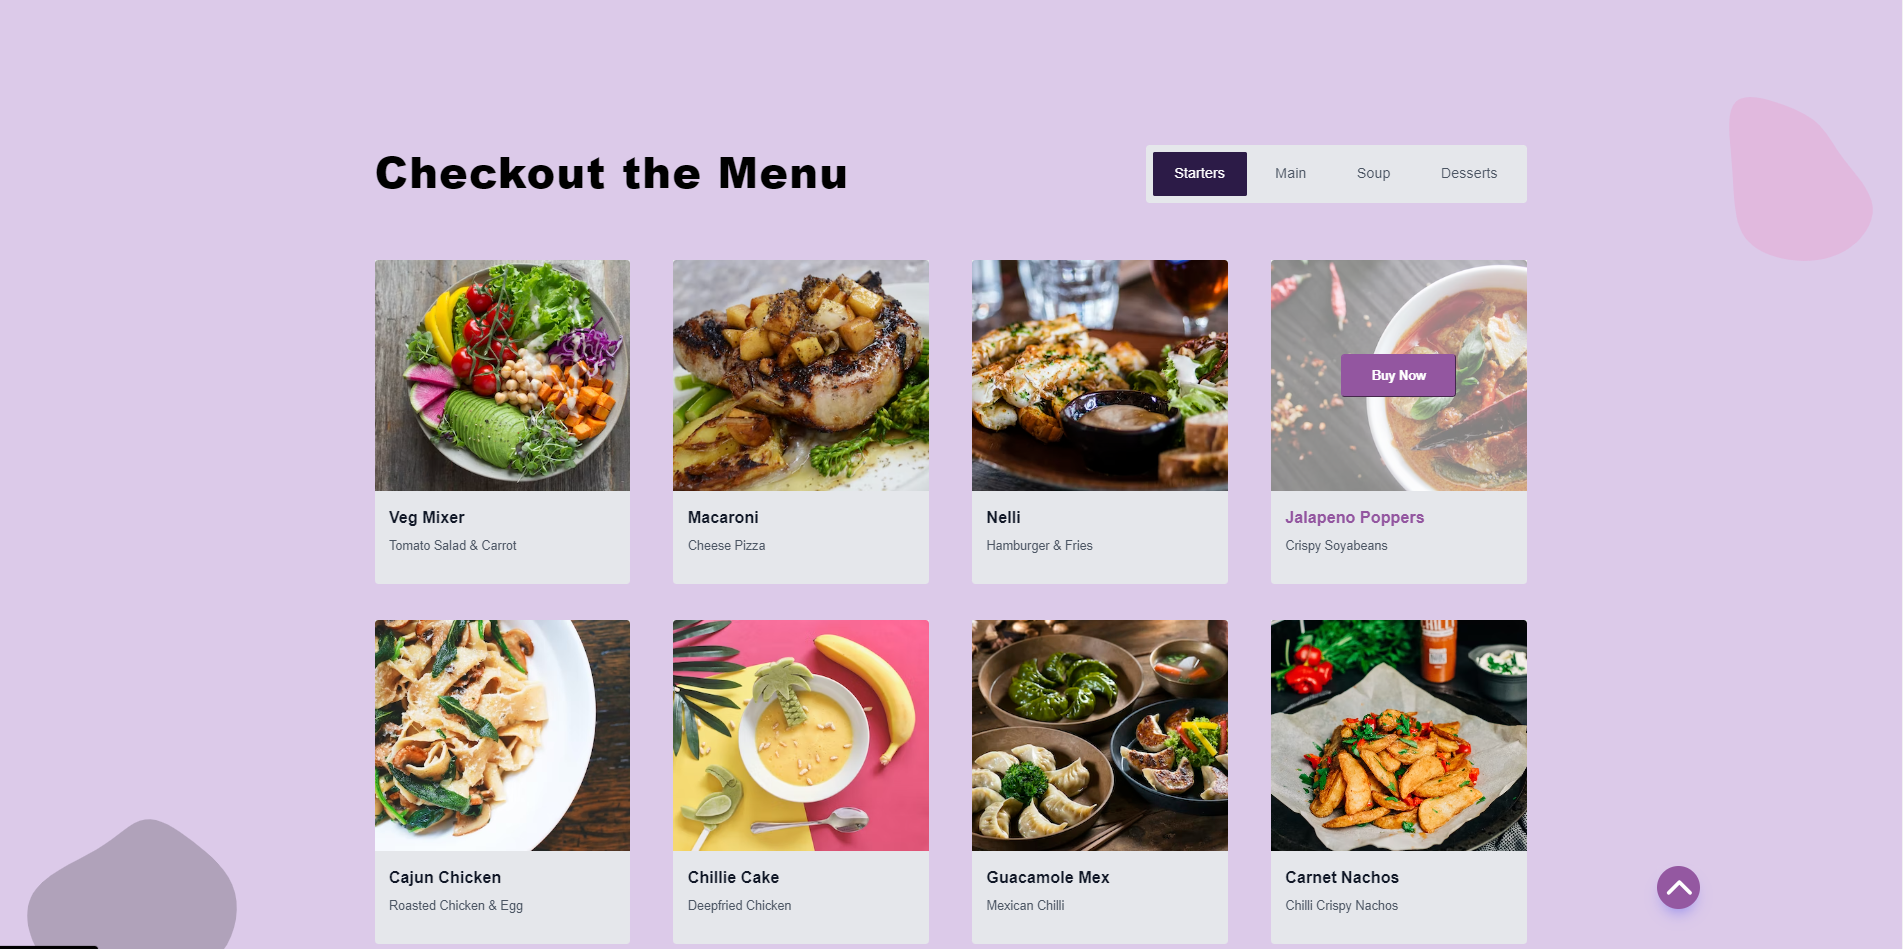 Checkout the Menu
Starters
Main
Soup
Desserts
Buy Now
Veg Mixer
Tomato Salad & Carrot
Macaroni
Cheese Pizza
Nelli
Hamburger & Fries
Jalapeno Poppers
Crispy Soyabeans
Cajun Chicken
Roasted Chicken & Egg
Chillie Cake
Deepfried Chicken
Guacamole Mex
Mexican Chilli
Carnet Nachos
Chilli Crispy Nachos